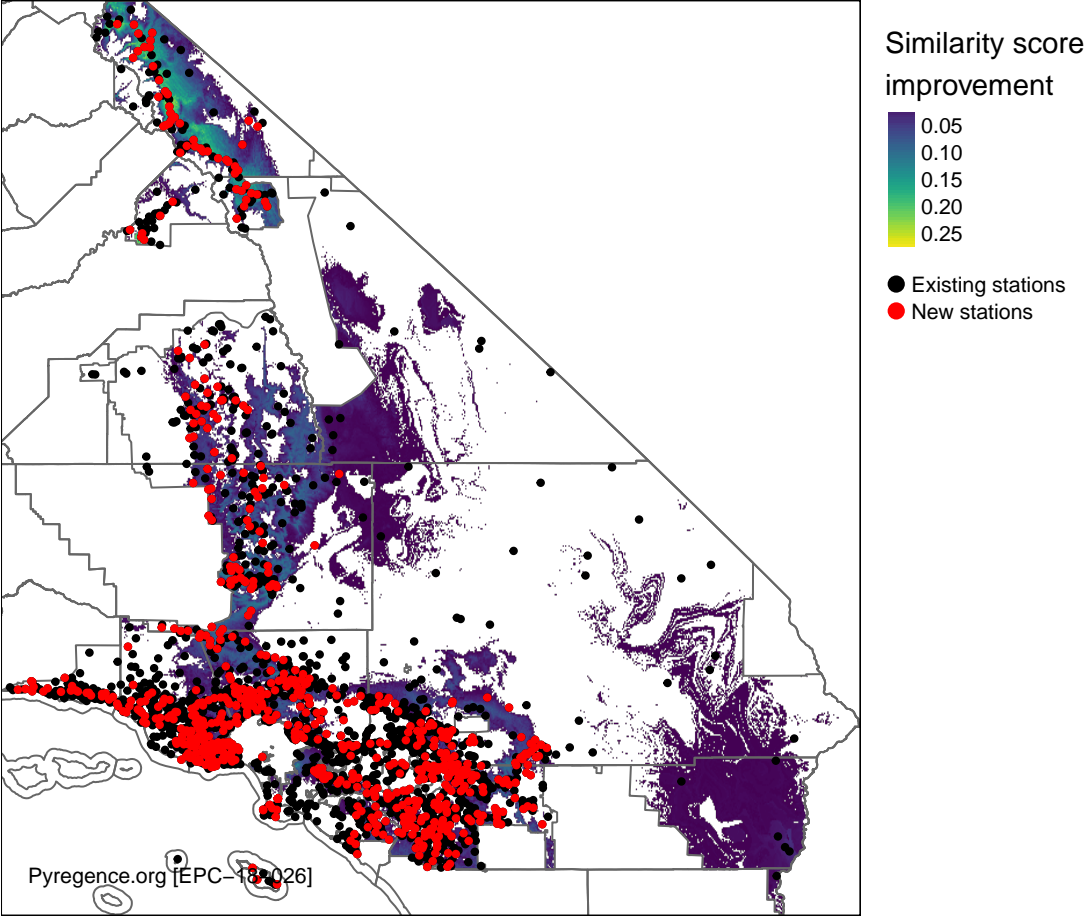 Similarity score
improvement
0.05
0.10
0.15
0.20
0.25
Existing stations
New stations
Pyregence.org [EPC−18−026]